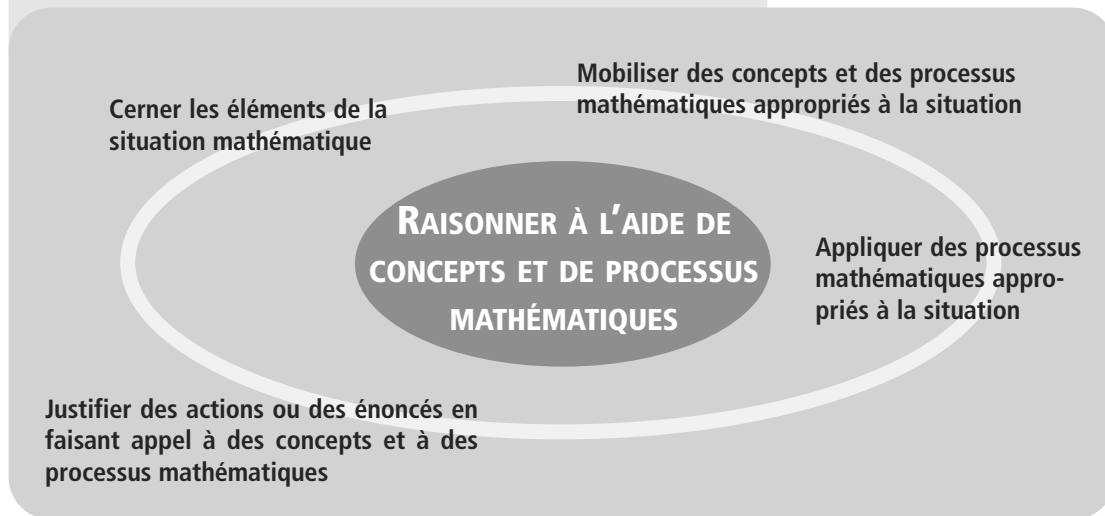 Cerner les éléments de la
situation mathématique
Mobiliser des concepts et des processus
mathématiques appropriés à la situation
RAISONNER À L'AIDE DE
CONCEPTS ET DE PROCESSUS
MATHÉMATIQUES
Appliquer des processus
mathématiques appro-
priés à la situation
Justifier des actions ou des énoncés en
faisant appel à des concepts et à des
processus mathématiques